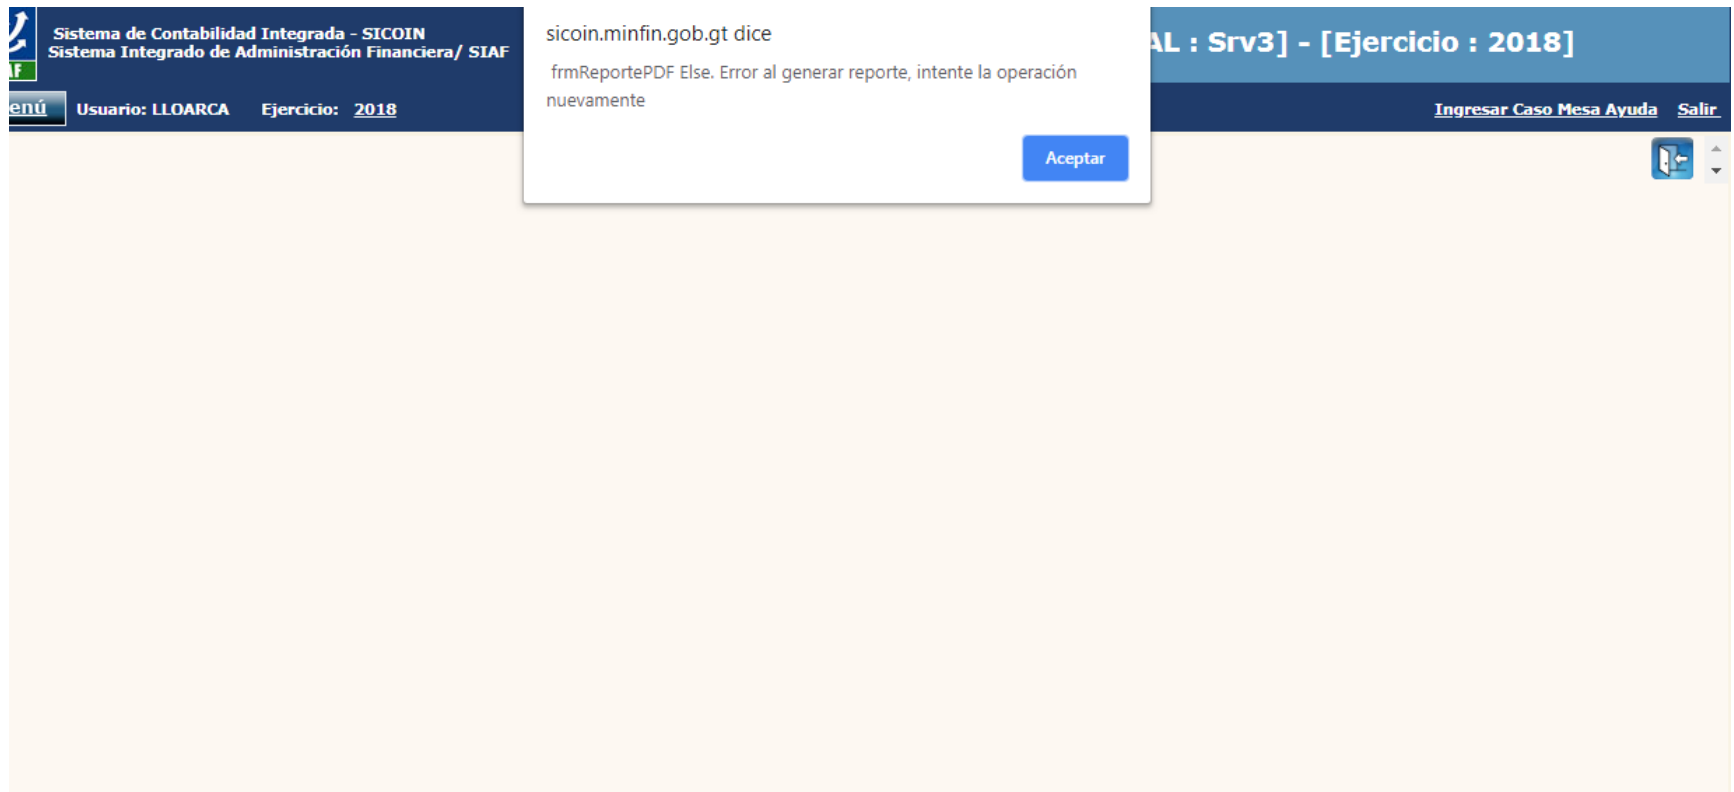 Sistema de Contabilidad Integrada - SICOIN
Sistema Integrado de Administración Financiera/ SIAF
AF
sicoin.minfin.gob.gt dice
frmReportePDF Else. Error al generar reporte, intente la operación
nuevamente
Aceptar
AL : Srv3] - [Ejercicio : 2018]
enú Usuario: LLOARCA Ejercicio: 2018
Ingresar Caso Mesa Ayuda Salir